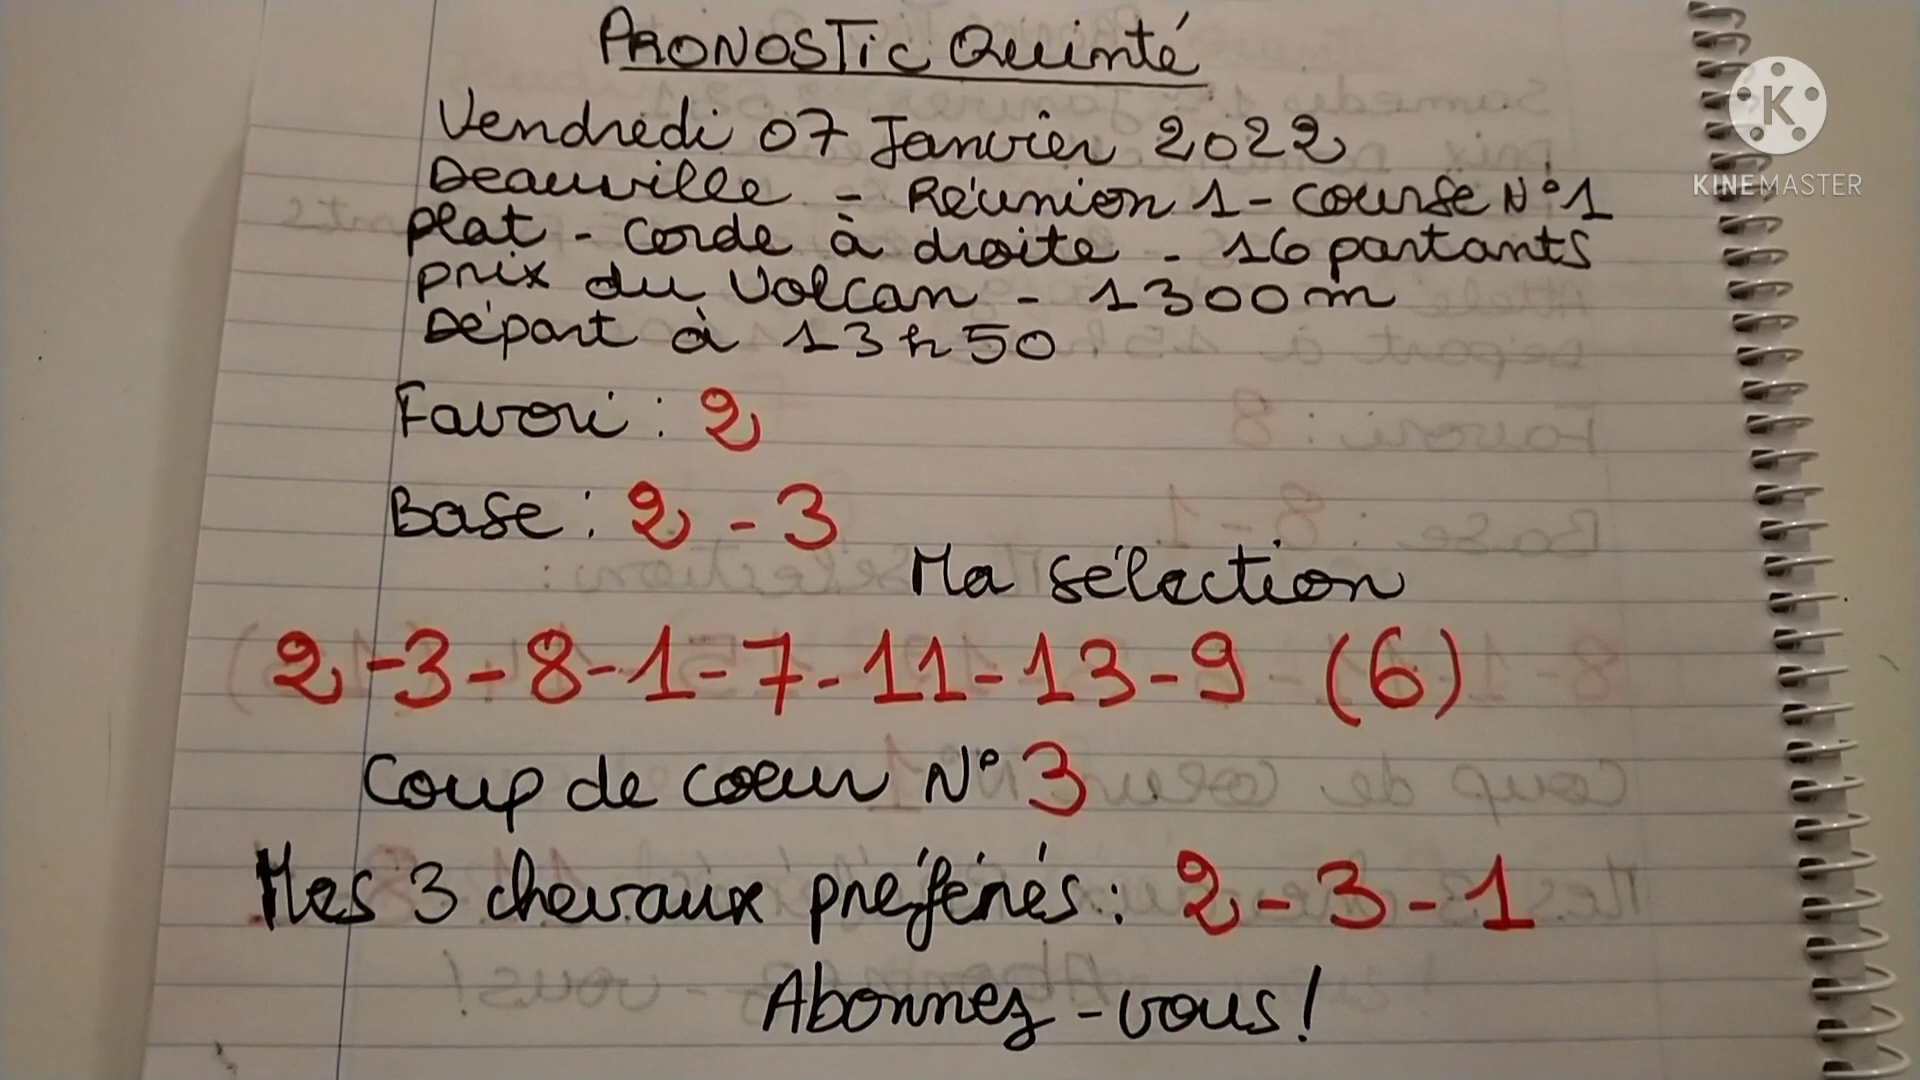 PRONOSTIC Quinté
Vendredi 07 Janvier 2022
Deauville - Réunion 1 - course N°1
plat - Corde à droite - 16 partants
prix du Volcan - 1300m
Départ à 13h50
Favori : 2
Base : 2 - 3
Ma sélection
2 - 3 - 8 - 1 - 7 - 11 - 13 - 9 (6)
Coup de coeur N° 3
Mes 3 chevaux préférés : 2 - 3 - 1
Abonnez-vous !
K
KINEMASTER